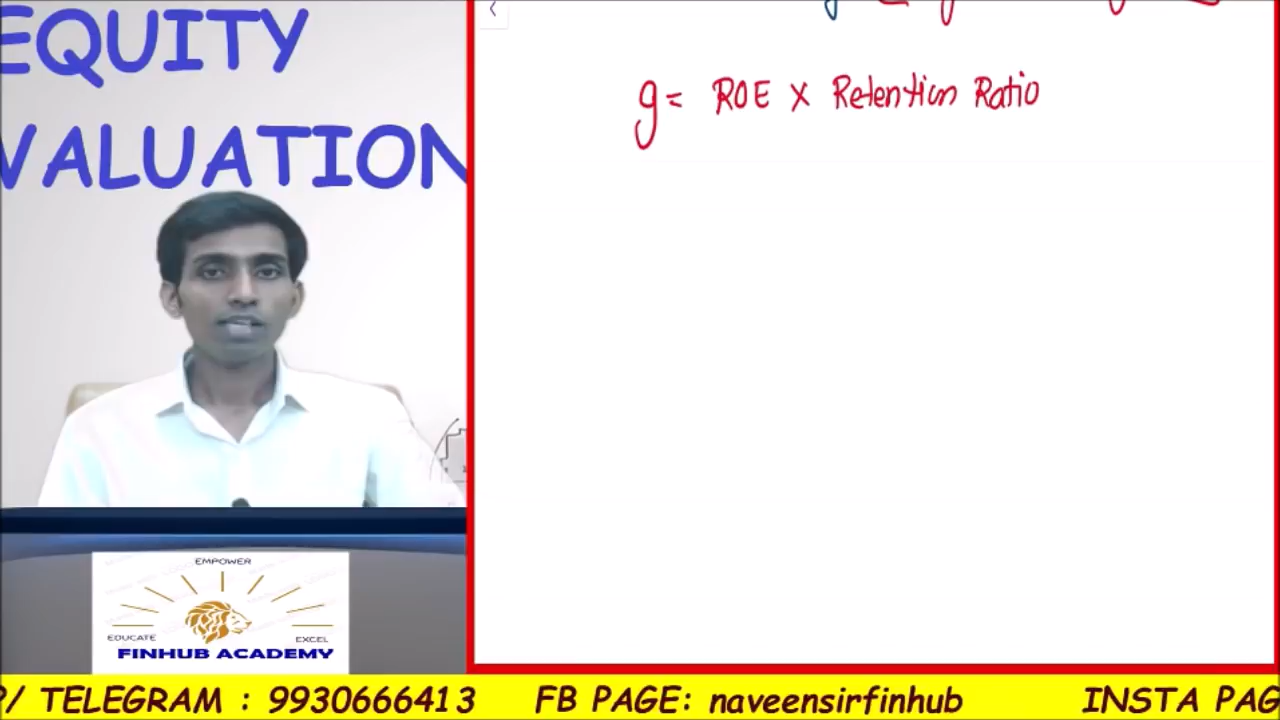 EQUITY
VALUATION
g = ROE × Retention Ratio
EMPOWER
EDUCATE
EXCEL
FINHUB ACADEMY
P/ TELEGRAM : 9930666413 FB PAGE: naveensirfinhub INSTA PAG